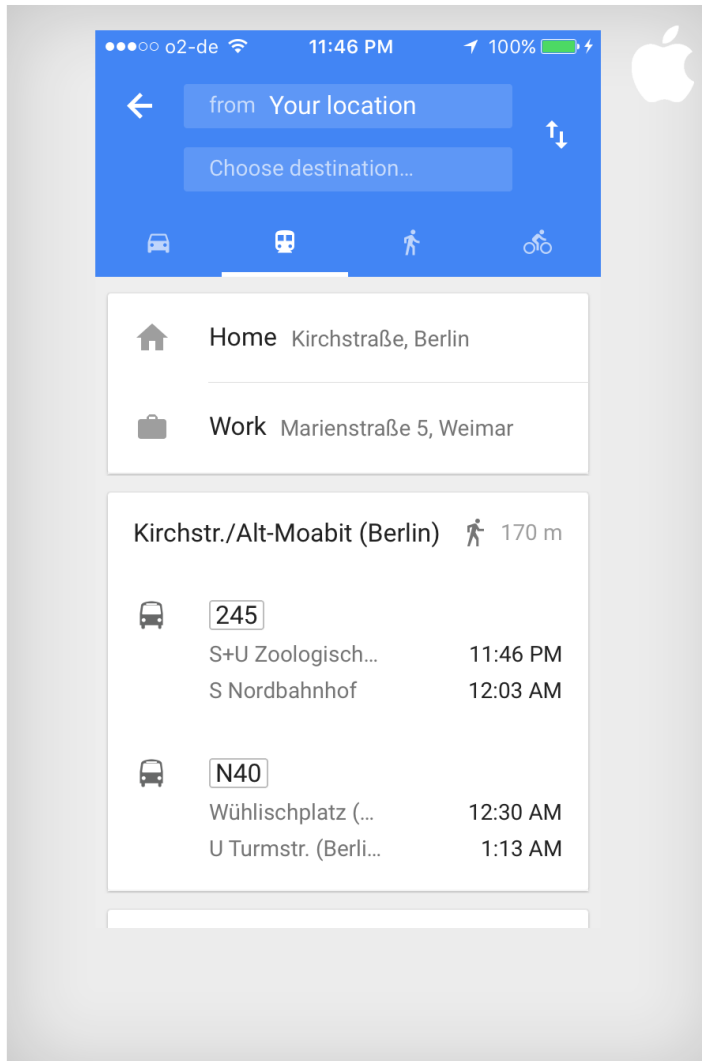 o2-de 11:46 PM 100%
from Your location
Choose destination…
Home Kirchstraße, Berlin
Work Marienstraße 5, Weimar
Kirchstr./Alt-Moabit (Berlin) 170 m
245
S+U Zoologisch… 11:46 PM
S Nordbahnhof 12:03 AM
N40
Wühlischplatz (… 12:30 AM
U Turmstr. (Berli… 1:13 AM